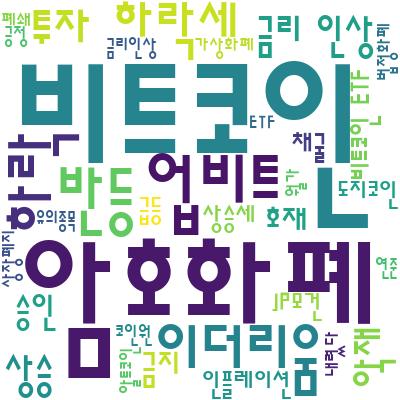 폐쇄
긍정
투자
하락세
금리 인상
금리인상
가상화폐
법정화폐
비트코인
ETF
ETF
비트코인
채굴
하락
반등
업비트
업
도지코인
유의종목
급등
상승세
호재
상장폐지
암호화폐
연준
승인
JP모건
코인원
이더리움
내렸다
상승
알트코인
금지
인플레이션
악재